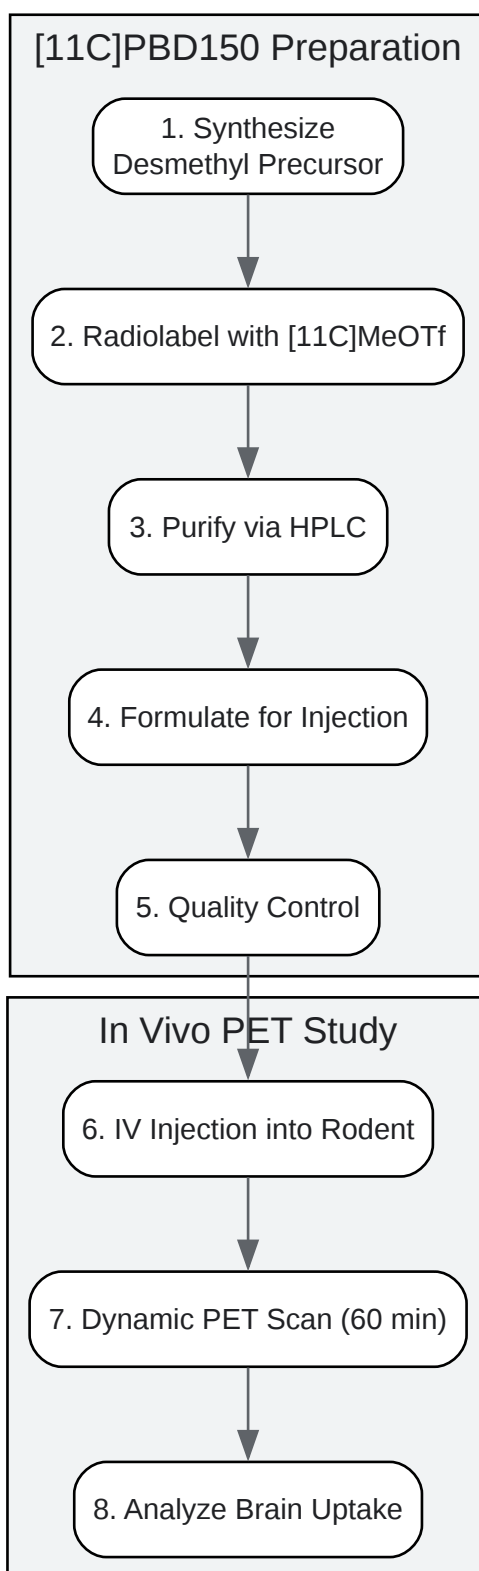 [11C]PBD150 Preparation
1. Synthesize
Desmethyl Precursor
2. Radiolabel with [11C]MeOTf
3. Purify via HPLC
4. Formulate for Injection
5. Quality Control
In Vivo PET Study
6. IV Injection into Rodent
7. Dynamic PET Scan (60 min)
8. Analyze Brain Uptake